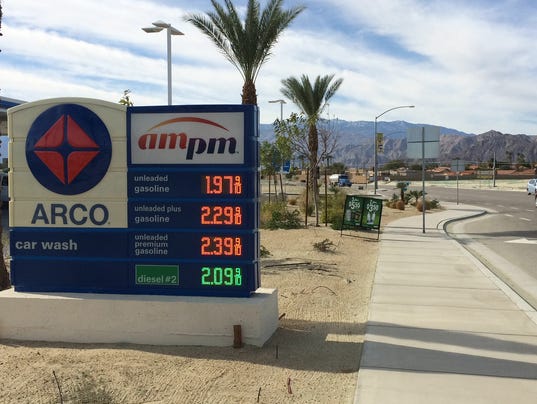 ampm
ARCO
car wash
unleaded
gasoline
1.97 9/10
unleaded plus
gasoline
2.29 9/10
unleaded
premium
gasoline
2.39 9/10
diesel #2
2.09 9/10